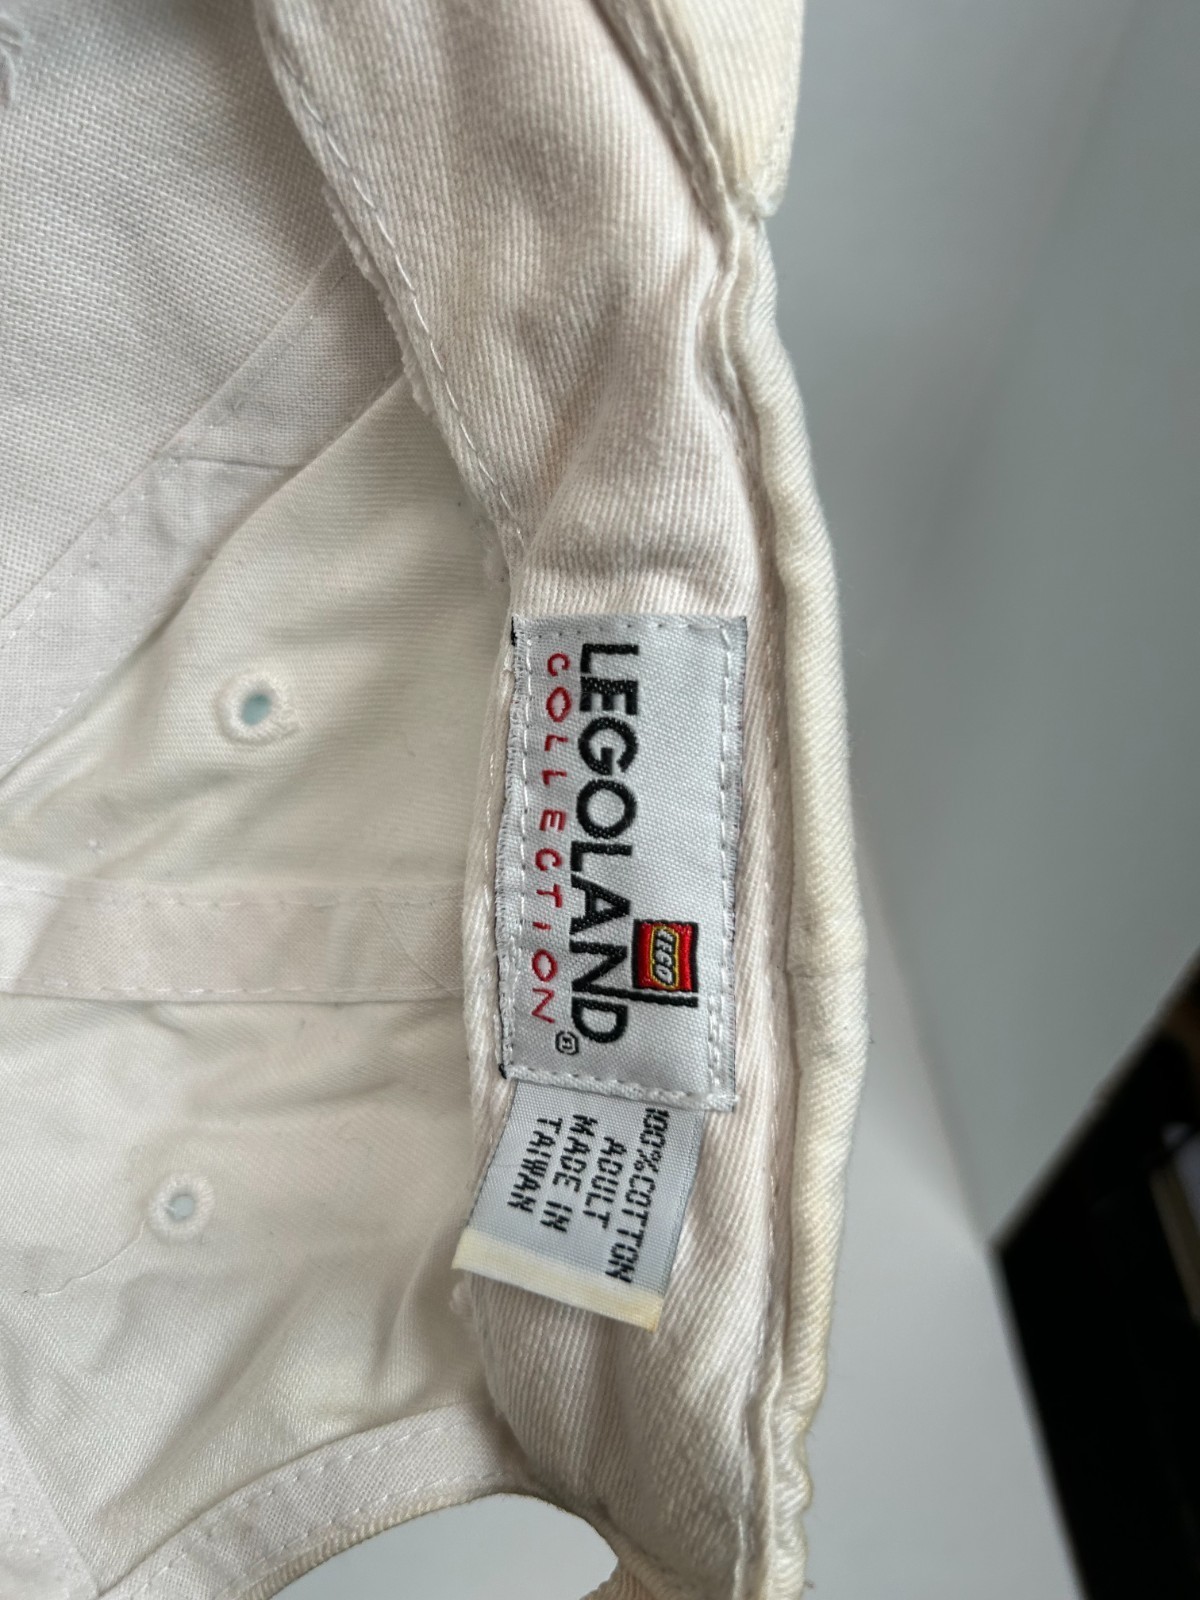 LEGO
LEGOLAND
COLLECTION®
100%COTTON
ADULT
MADE IN
TAIWAN